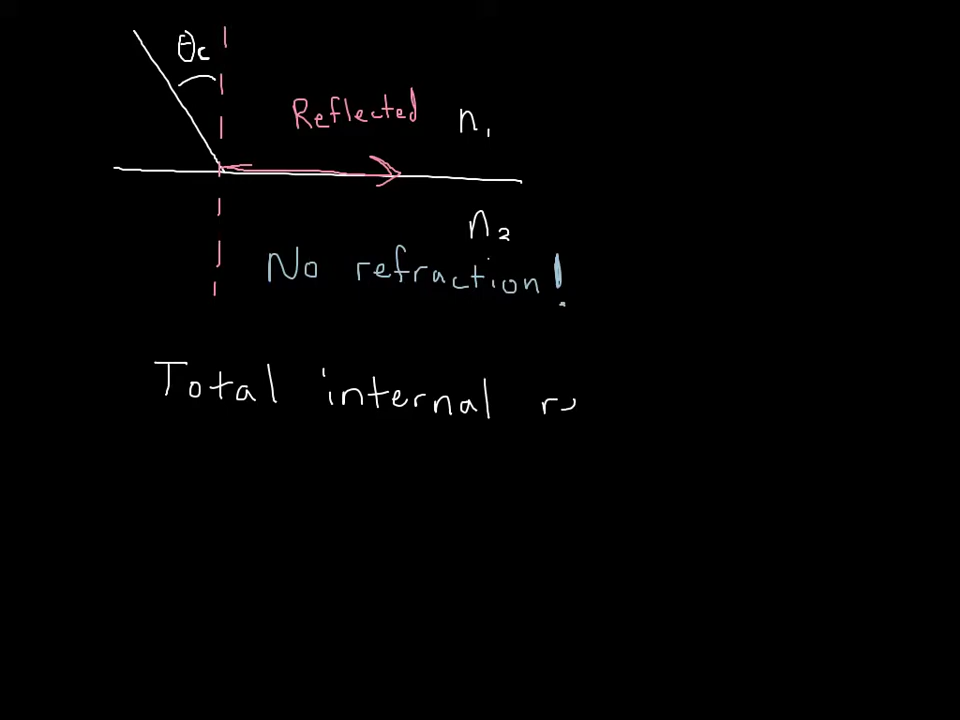 θc
Reflected n₁
n₂
No refraction!
Total internal r